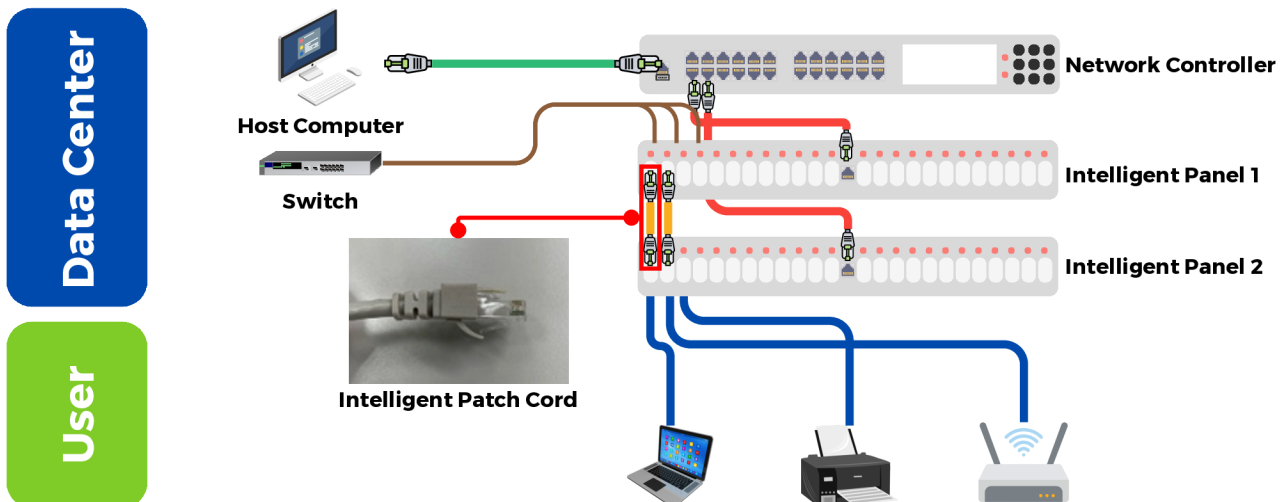 Data Center
User
Host Computer
Switch
Intelligent Patch Cord
Network Controller
Intelligent Panel 1
Intelligent Panel 2